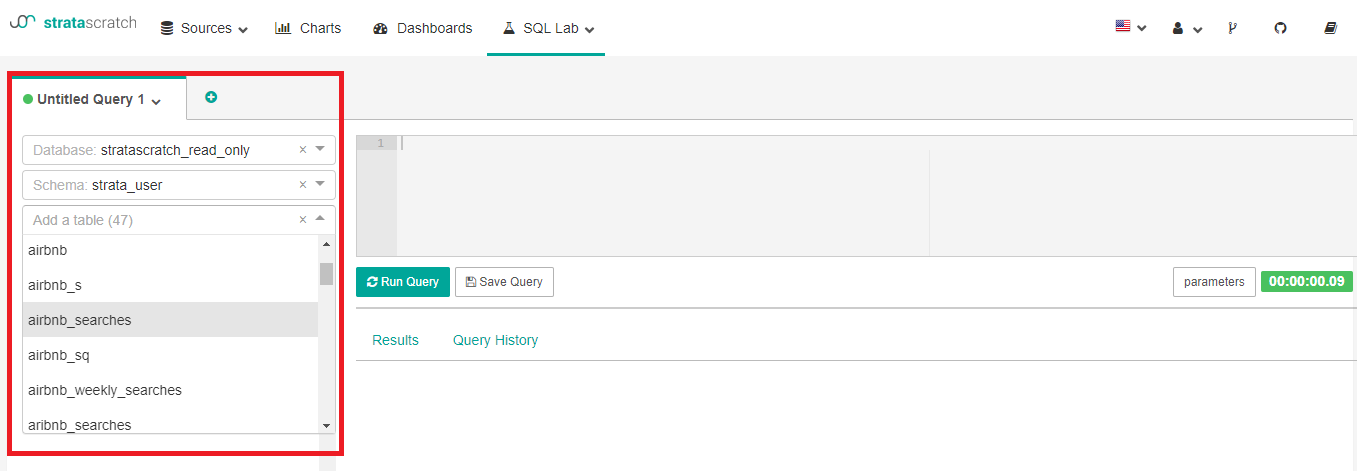 stratascratch Sources Charts Dashboards SQL Lab
Untitled Query 1
Database: stratascratch_read_only ×
Schema: strata_user ×
Add a table (47) ×
airbnb
airbnb_s
airbnb_searches
airbnb_sq
airbnb_weekly_searches
aribnb_searches
1
Run Query Save Query parameters 00:00:00.09
Results Query History